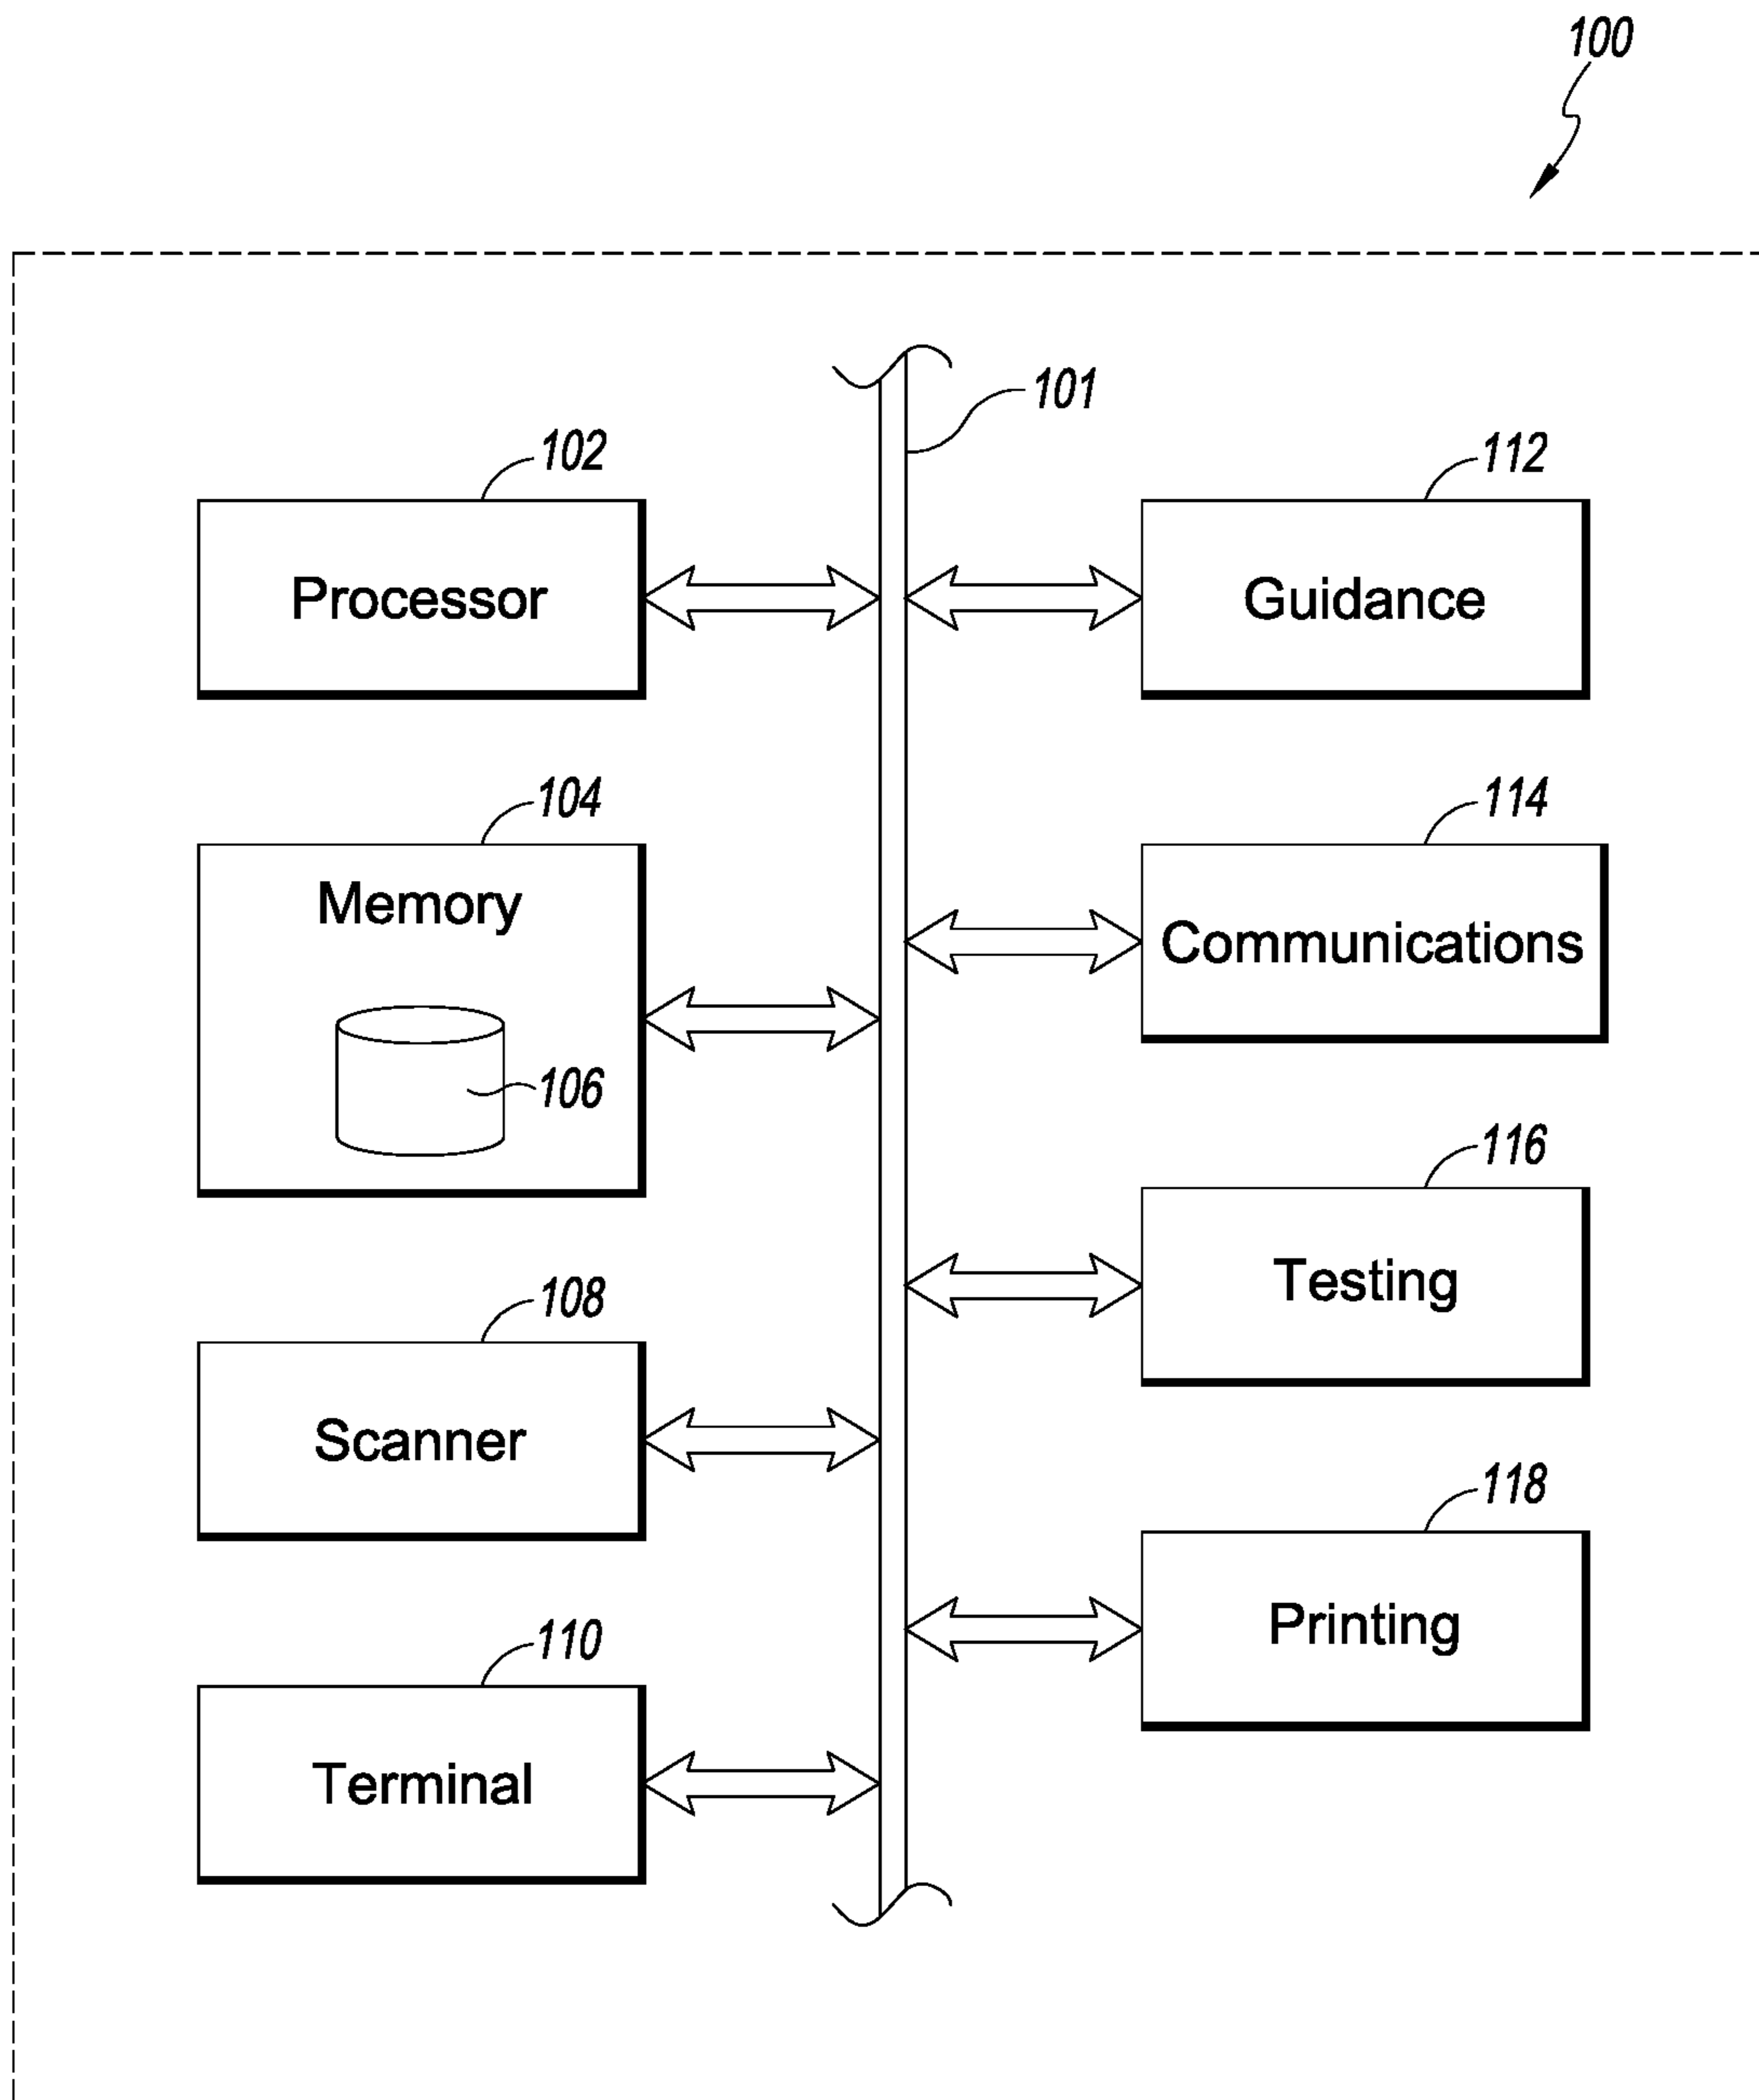 100
101
102
Processor
112
Guidance
104
Memory
106
114
Communications
116
Testing
108
Scanner
118
Printing
110
Terminal